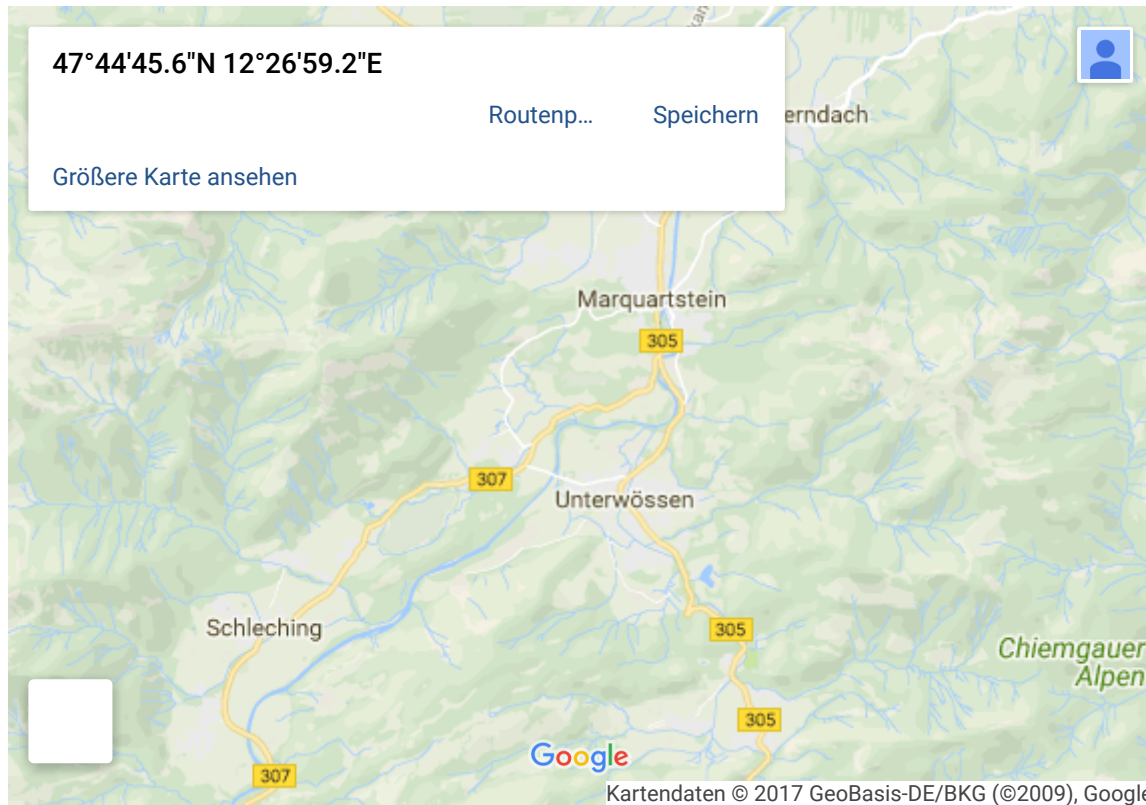 47°44'45.6"N 12°26'59.2"E
Routenp... Speichern
Größere Karte ansehen
erndach
Marquartstein
305
307
Unterwössen
Schleching
305
Chiemgauer
Alpen
305
Google
307
Kartendaten © 2017 GeoBasis-DE/BKG (©2009), Google